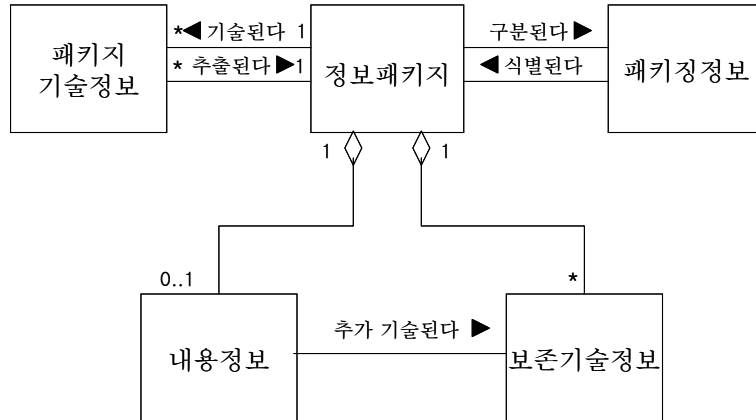 *◀ 기술된다 1
구분된다 ▶
패키지
기술정보
* 추출된다 ▶1
정보패키지
◀ 식별된다
패키징정보
1
1
0..1
*
추가 기술된다 ▶
내용정보
보존기술정보